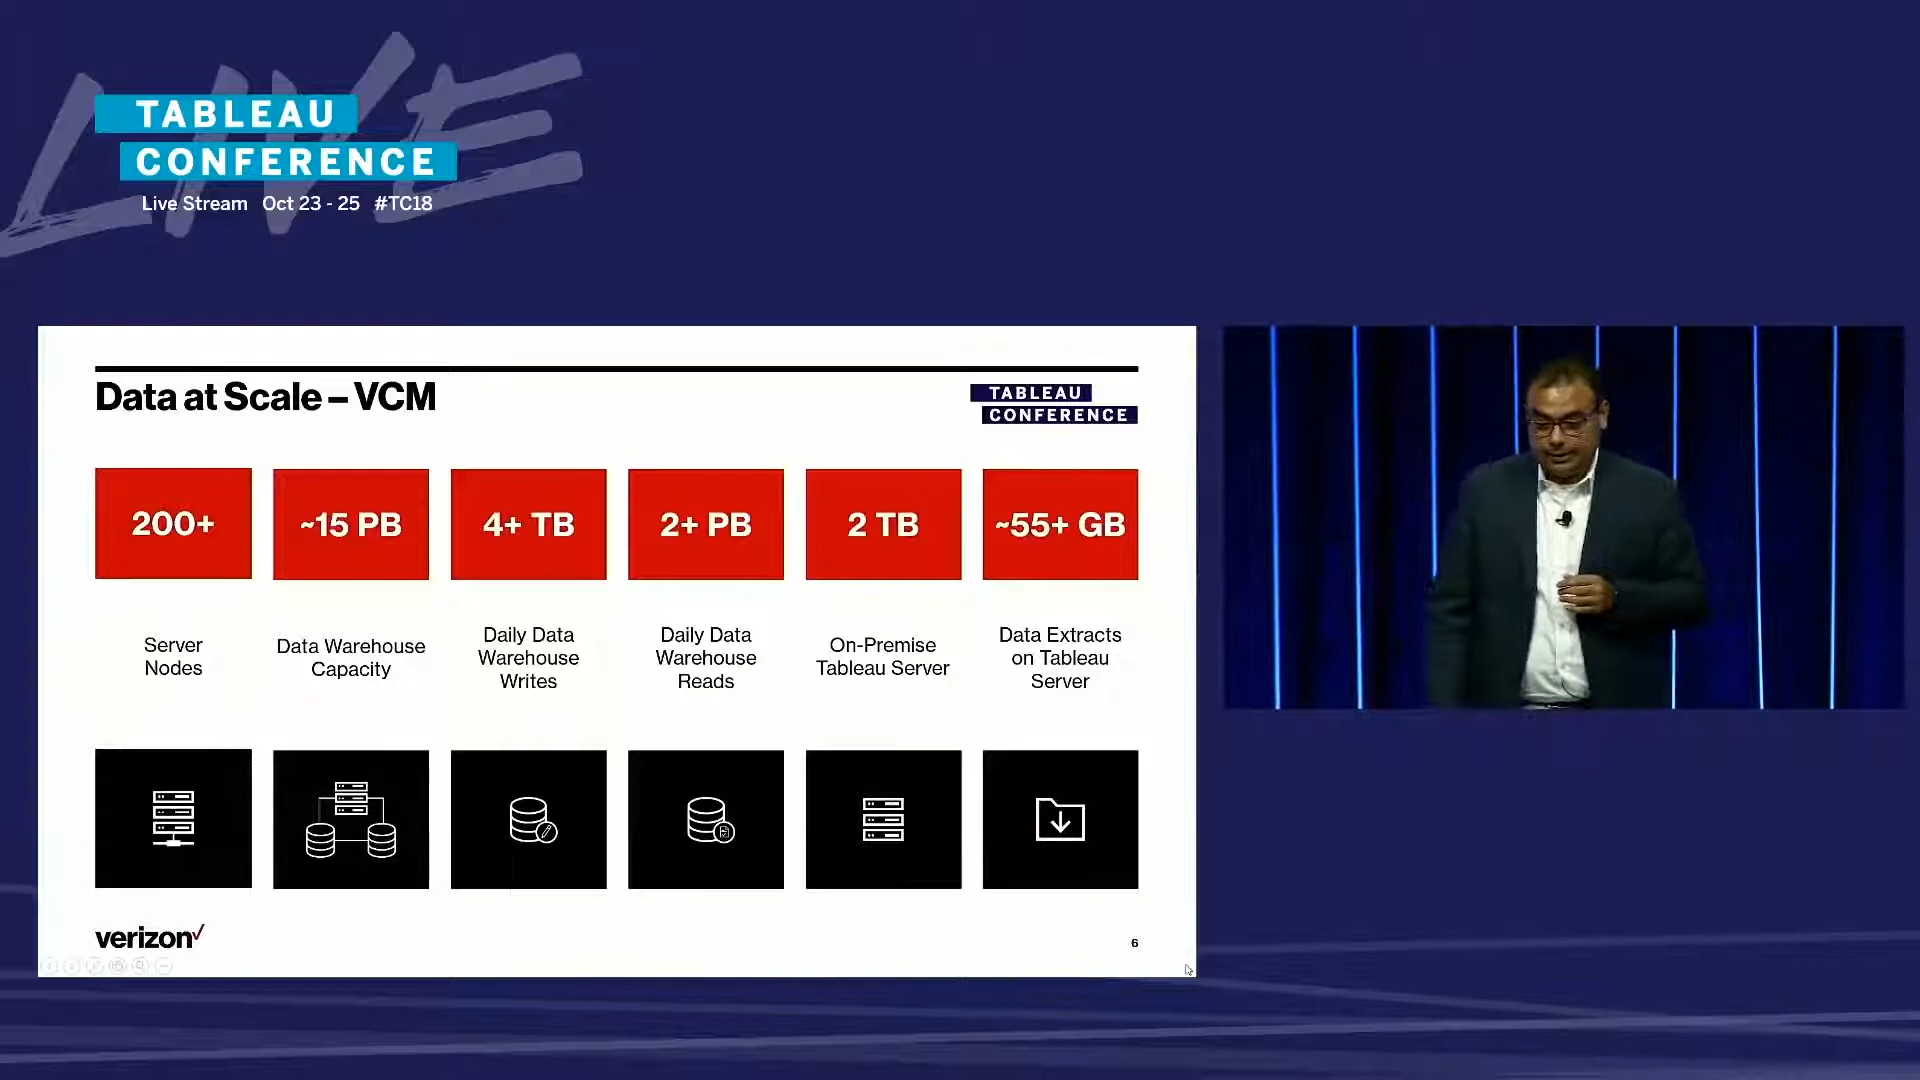 LIVE
TABLEAU
CONFERENCE
Live Stream Oct 23 - 25 #TC18
Data at Scale – VCM
TABLEAU
CONFERENCE
200+
~15 PB
4+ TB
2+ PB
2 TB
~55+ GB
Server
Nodes
Data Warehouse
Capacity
Daily Data
Warehouse
Writes
Daily Data
Warehouse
Reads
On-Premise
Tableau Server
Data Extracts
on Tableau
Server
verizon✓
6